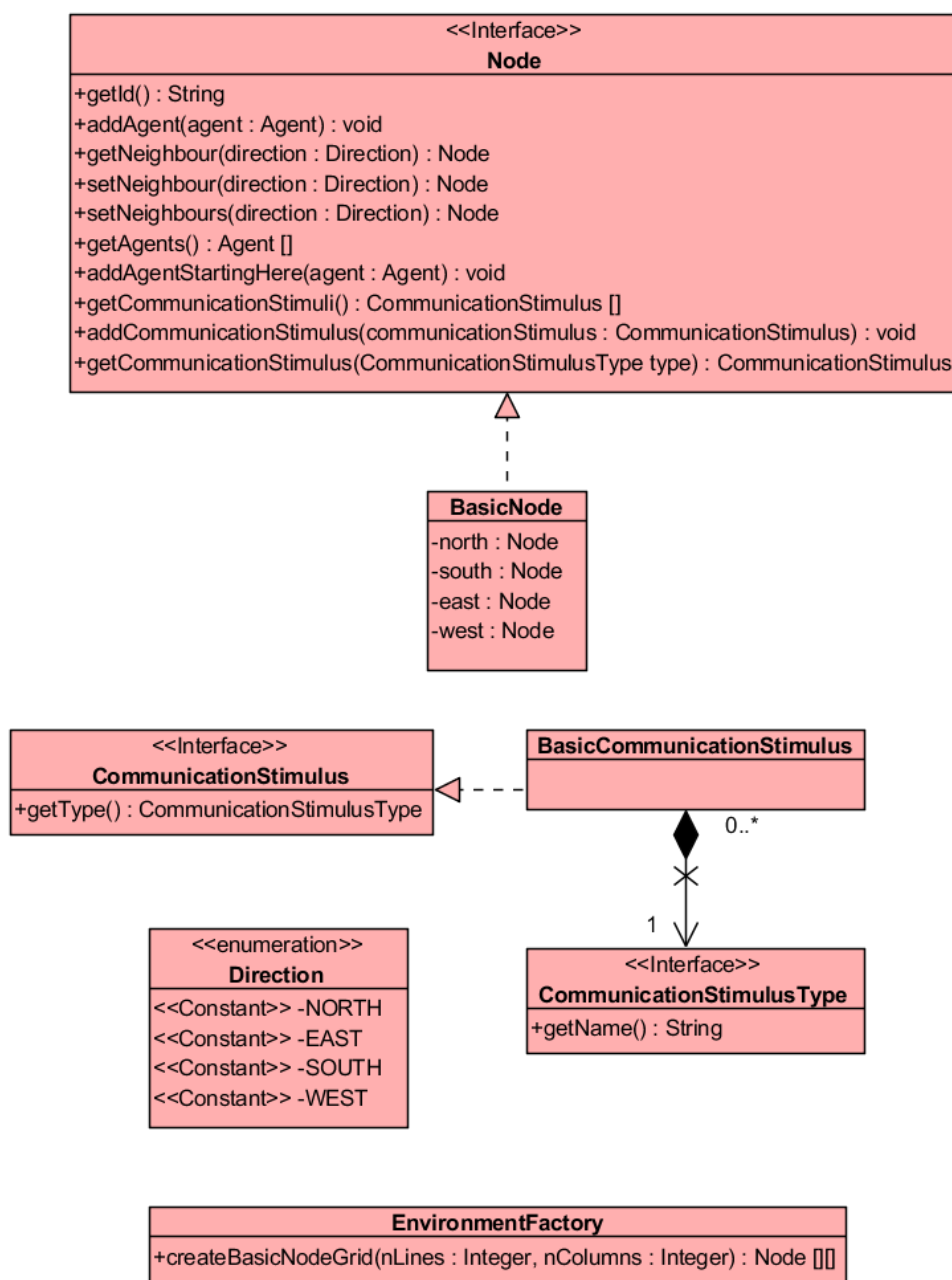 <<Interface>>
Node
+getId() : String
+addAgent(agent : Agent) : void
+getNeighbour(direction : Direction) : Node
+setNeighbour(direction : Direction) : Node
+setNeighbours(direction : Direction) : Node
+getAgents() : Agent []
+addAgentStartingHere(agent : Agent) : void
+getCommunicationStimuli() : CommunicationStimulus []
+addCommunicationStimulus(communicationStimulus : CommunicationStimulus) : void
+getCommunicationStimulus(CommunicationStimulusType type) : CommunicationStimulus
BasicNode
-north : Node
-south : Node
-east : Node
-west : Node
<<Interface>>
CommunicationStimulus
+getType() : CommunicationStimulusType
BasicCommunicationStimulus
0..*
1
<<Interface>>
CommunicationStimulusType
+getName() : String
<<enumeration>>
Direction
<<Constant>> -NORTH
<<Constant>> -EAST
<<Constant>> -SOUTH
<<Constant>> -WEST
EnvironmentFactory
+createBasicNodeGrid(nLines : Integer, nColumns : Integer) : Node [][]